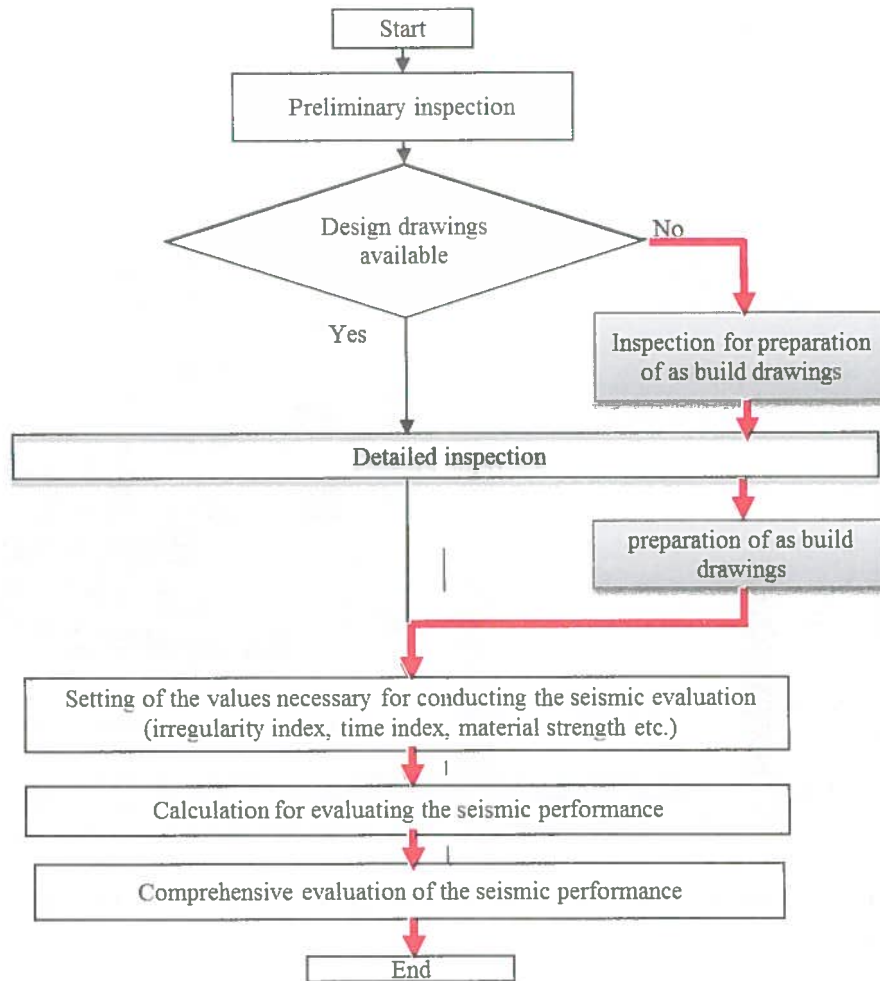 Start
Preliminary inspection
Design drawings
available
No
Yes
Inspection for preparation
of as build drawings
Detailed inspection
preparation of as build
drawings
Setting of the values necessary for conducting the seismic evaluation
(irregularity index, time index, material strength etc.)
Calculation for evaluating the seismic performance
Comprehensive evaluation of the seismic performance
End